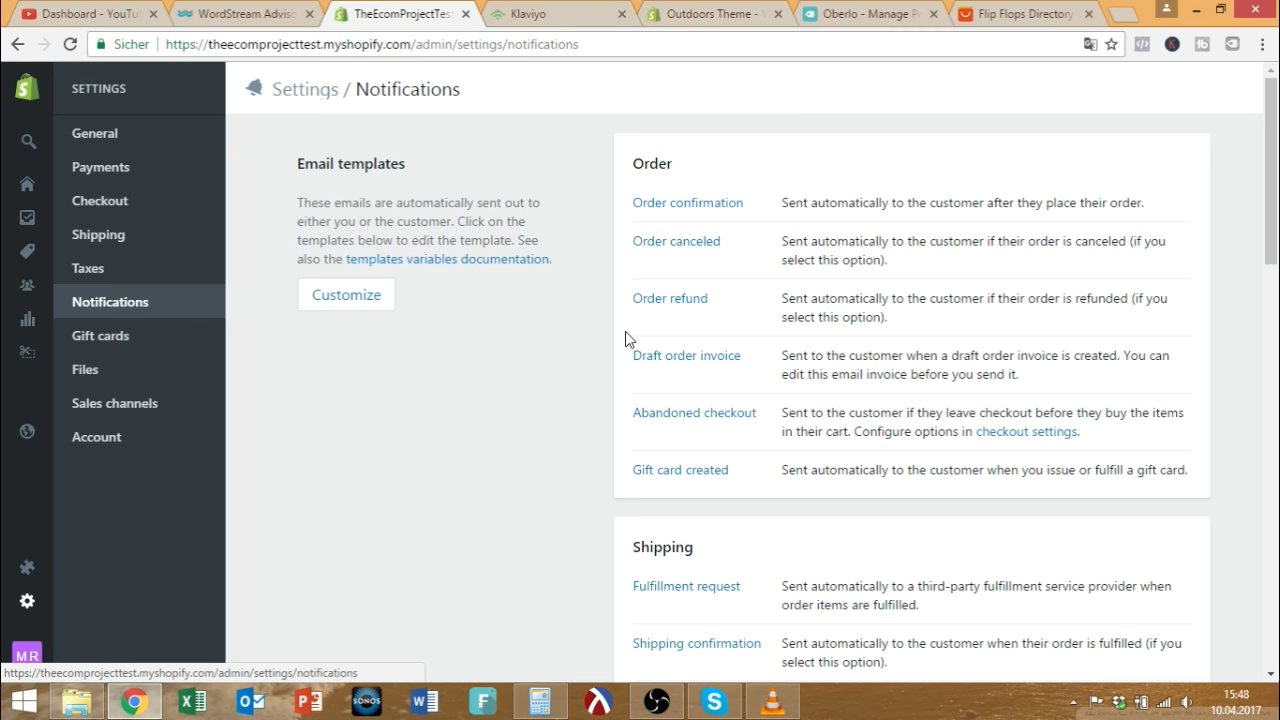 Dashboard - YouTu
WordStream Adviso
TheEcomProjectTes
Klaviyo
Outdoors Theme -
Oberlo - Manage P
Flip Flops Directory
Sicher
https://theecomprojecttest.myshopify.com/admin/settings/notifications
SETTINGS
Settings / Notifications
General
Payments
Checkout
Shipping
Taxes
Notifications
Gift cards
Files
Sales channels
Account
MR
Email templates
These emails are automatically sent out to
either you or the customer. Click on the
templates below to edit the template. See
also the templates variables documentation.
Customize
Order
Order confirmation
Sent automatically to the customer after they place their order.
Order canceled
Sent automatically to the customer if their order is canceled (if you
select this option).
Order refund
Sent automatically to the customer if their order is refunded (if you
select this option).
Draft order invoice
Sent to the customer when a draft order invoice is created. You can
edit this email invoice before you send it.
Abandoned checkout
Sent to the customer if they leave checkout before they buy the items
in their cart. Configure options in checkout settings.
Gift card created
Sent automatically to the customer when you issue or fulfill a gift card.
Shipping
Fulfillment request
Sent automatically to a third-party fulfillment service provider when
order items are fulfilled.
Shipping confirmation
Sent automatically to the customer when their order is fulfilled (if you
select this option).
https://theecomprojecttest.myshopify.com/admin/settings/notifications
SONOS
15:48
10.04.2017